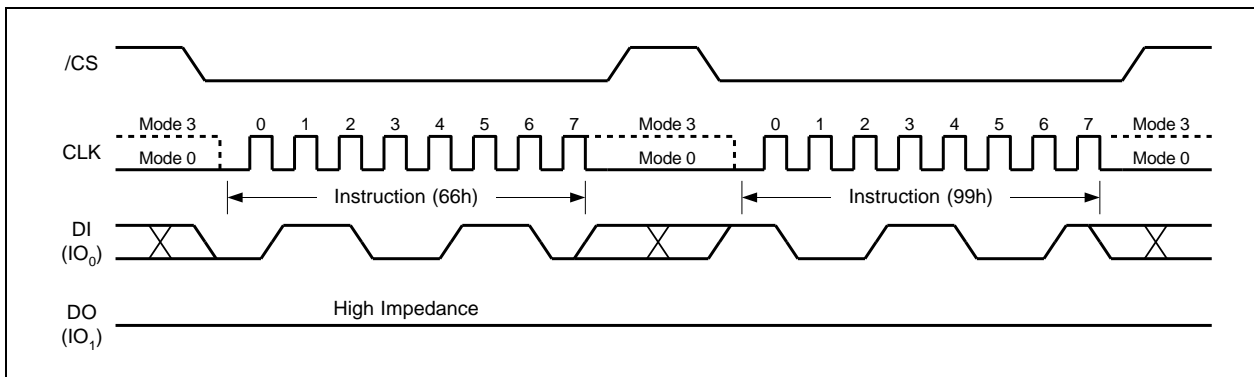 /CS
Mode 3 0 1 2 3 4 5 6 7 Mode 3 0 1 2 3 4 5 6 7 Mode 3
CLK
Mode 0 Mode 0 Mode 0
Instruction (66h) Instruction (99h)
DI
(IO₀)
High Impedance
DO
(IO₁)